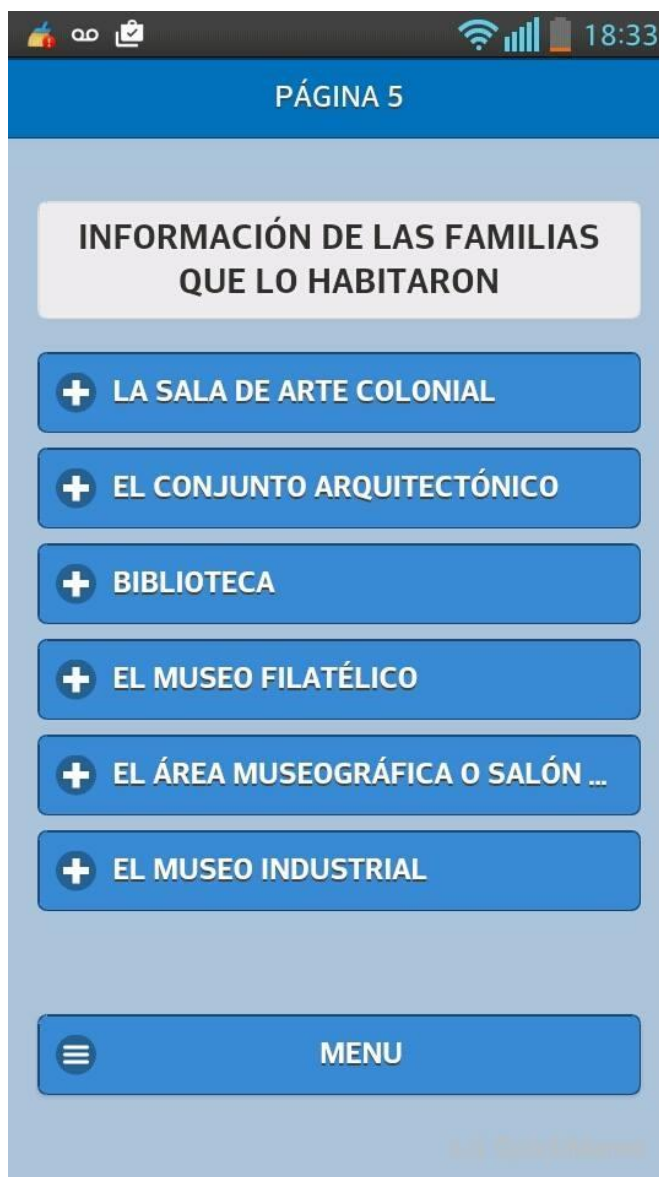 18:33
PÁGINA 5
INFORMACIÓN DE LAS FAMILIAS
QUE LO HABITARON
LA SALA DE ARTE COLONIAL
EL CONJUNTO ARQUITECTÓNICO
BIBLIOTECA
EL MUSEO FILATÉLICO
EL ÁREA MUSEOGRÁFICA O SALÓN ...
EL MUSEO INDUSTRIAL
MENU